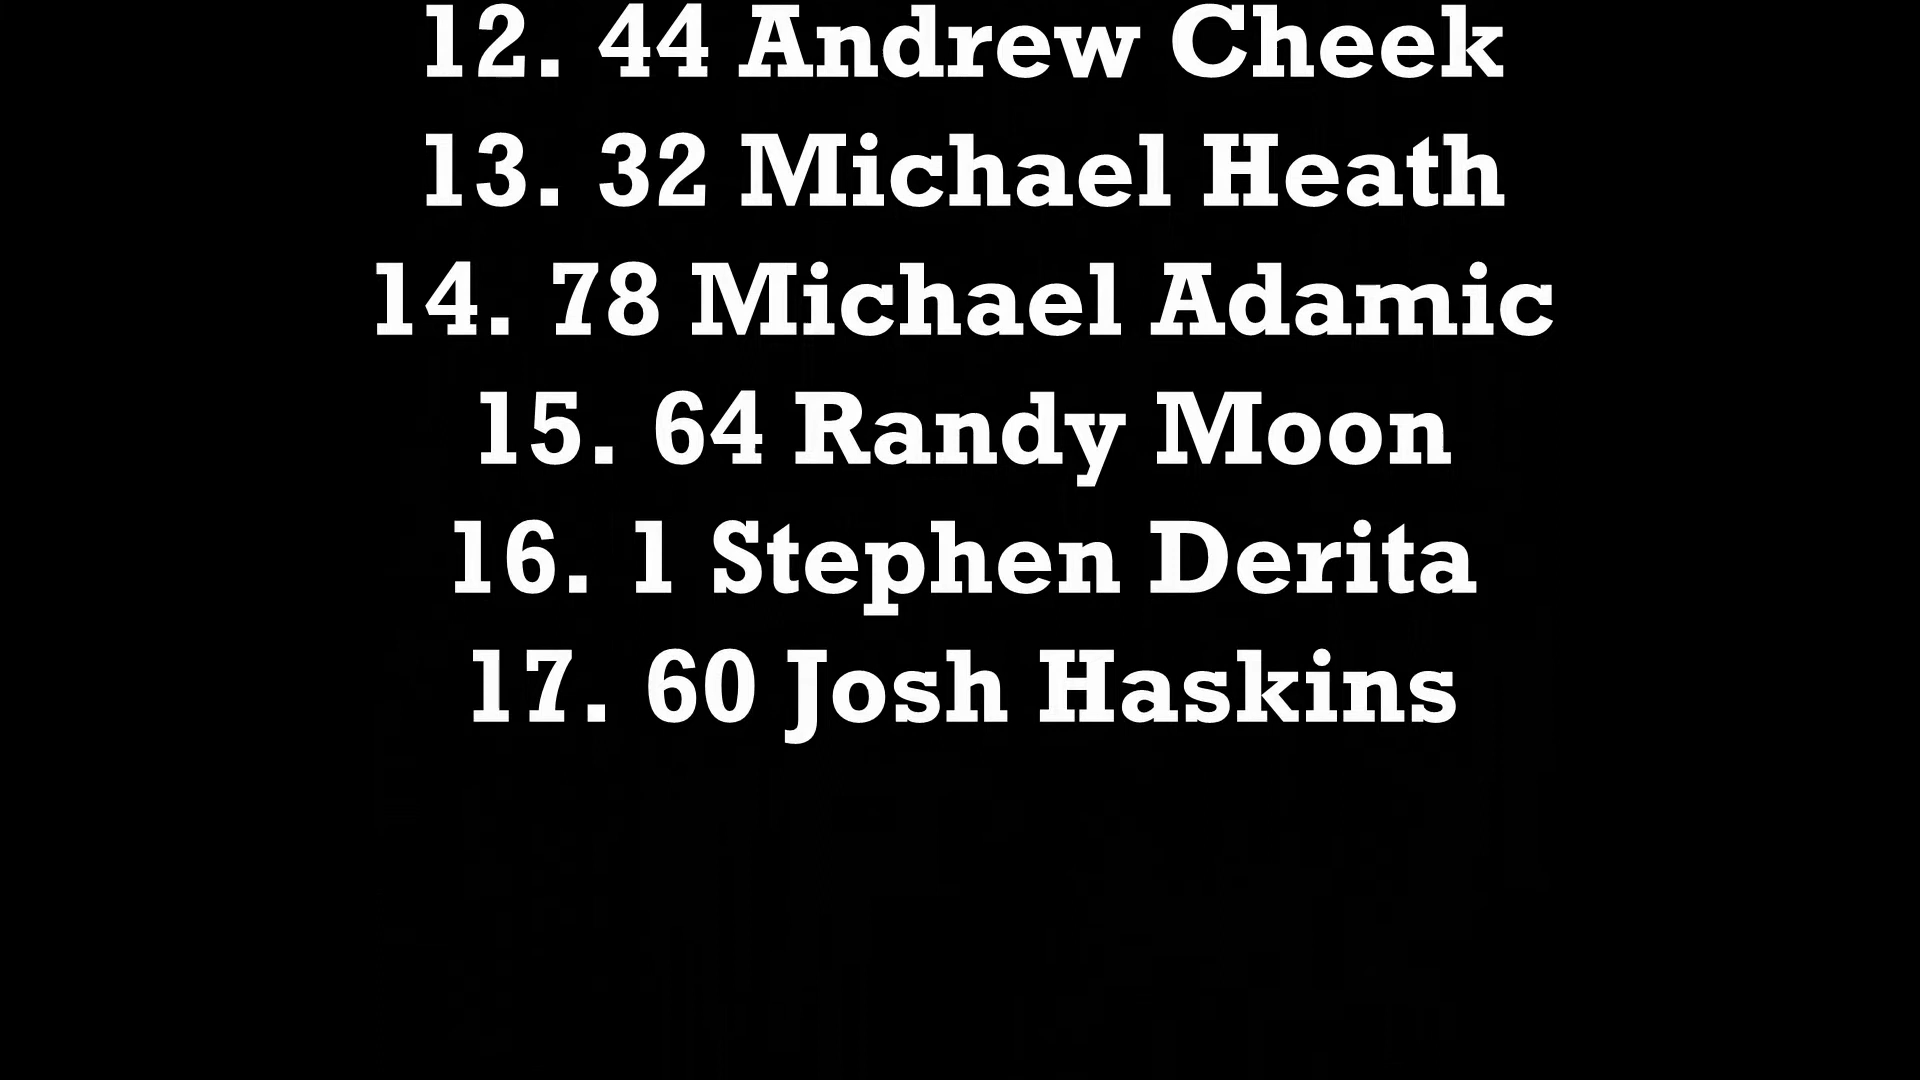 12. 44 Andrew Cheek
13. 32 Michael Heath
14. 78 Michael Adamic
15. 64 Randy Moon
16. 1 Stephen Derita
17. 60 Josh Haskins